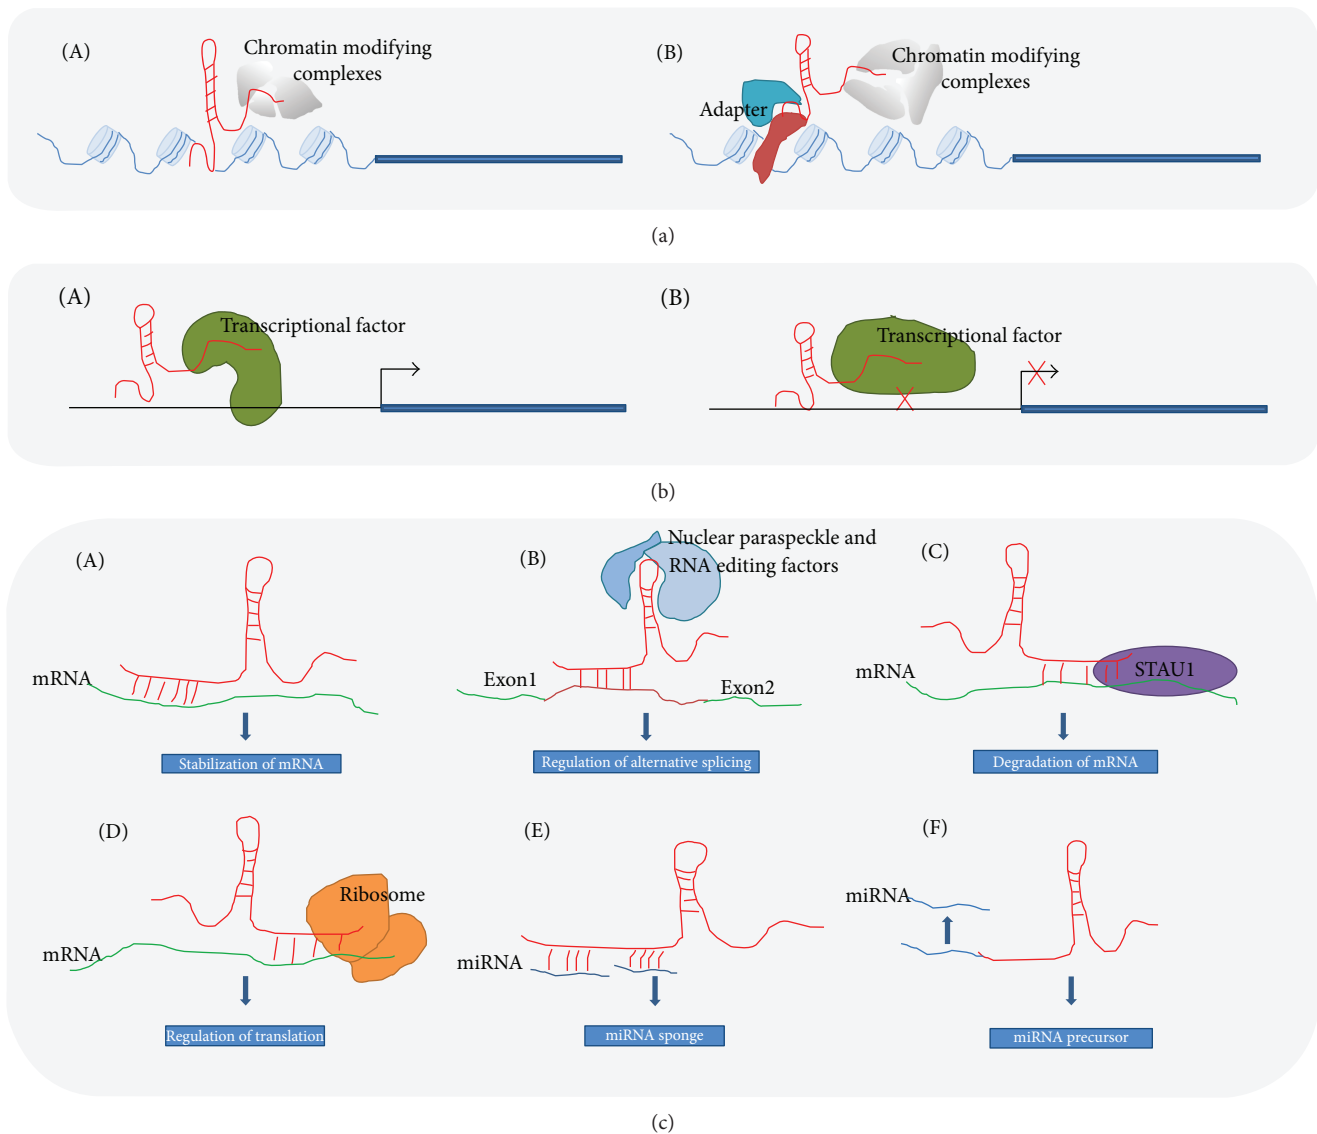 (A)
Chromatin modifying
complexes
(B)
Chromatin modifying
complexes
Adapter
(a)
(A)
Transcriptional factor
(B)
Transcriptional factor
(b)
(A)
mRNA
Stabilization of mRNA
(B)
Nuclear paraspeckle and
RNA editing factors
Exon1
Exon2
Regulation of alternative splicing
(C)
mRNA
STAU1
Degradation of mRNA
(D)
Ribosome
mRNA
Regulation of translation
(E)
miRNA
miRNA sponge
(F)
miRNA
miRNA precursor
(c)